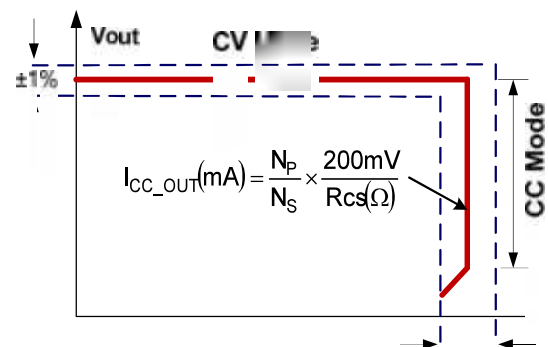 Vout
CV
±1%
I_CC_OUT(mA) = N_P/N_S × 200mV/Rcs(Ω)
CC Mode